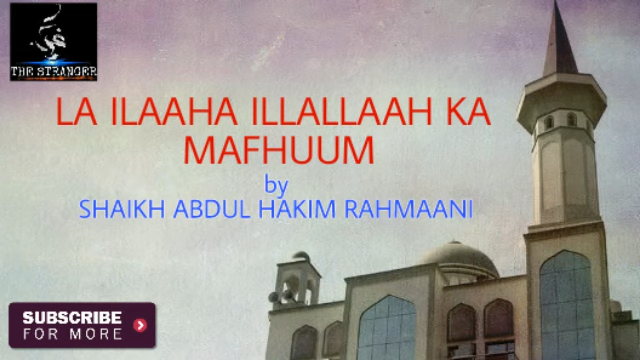 THE STRANGER
LA ILAAHA ILLALLAAH KA
MAFHUUM
by
SHAIKH ABDUL HAKIM RAHMAANI
SUBSCRIBE
FOR MORE